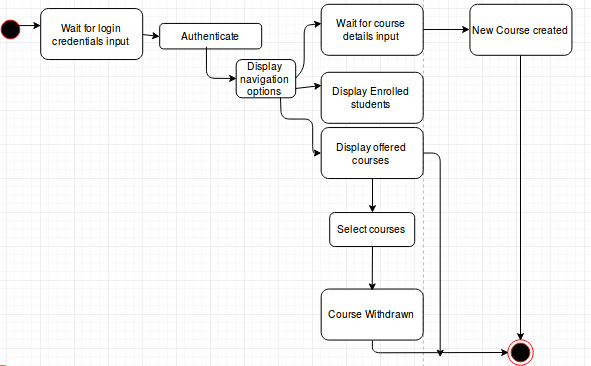 Wait for login
credentials input
Authenticate
Display
navigation
options
Wait for course
details input
New Course created
Display Enrolled
students
Display offered
courses
Select courses
Course Withdrawn